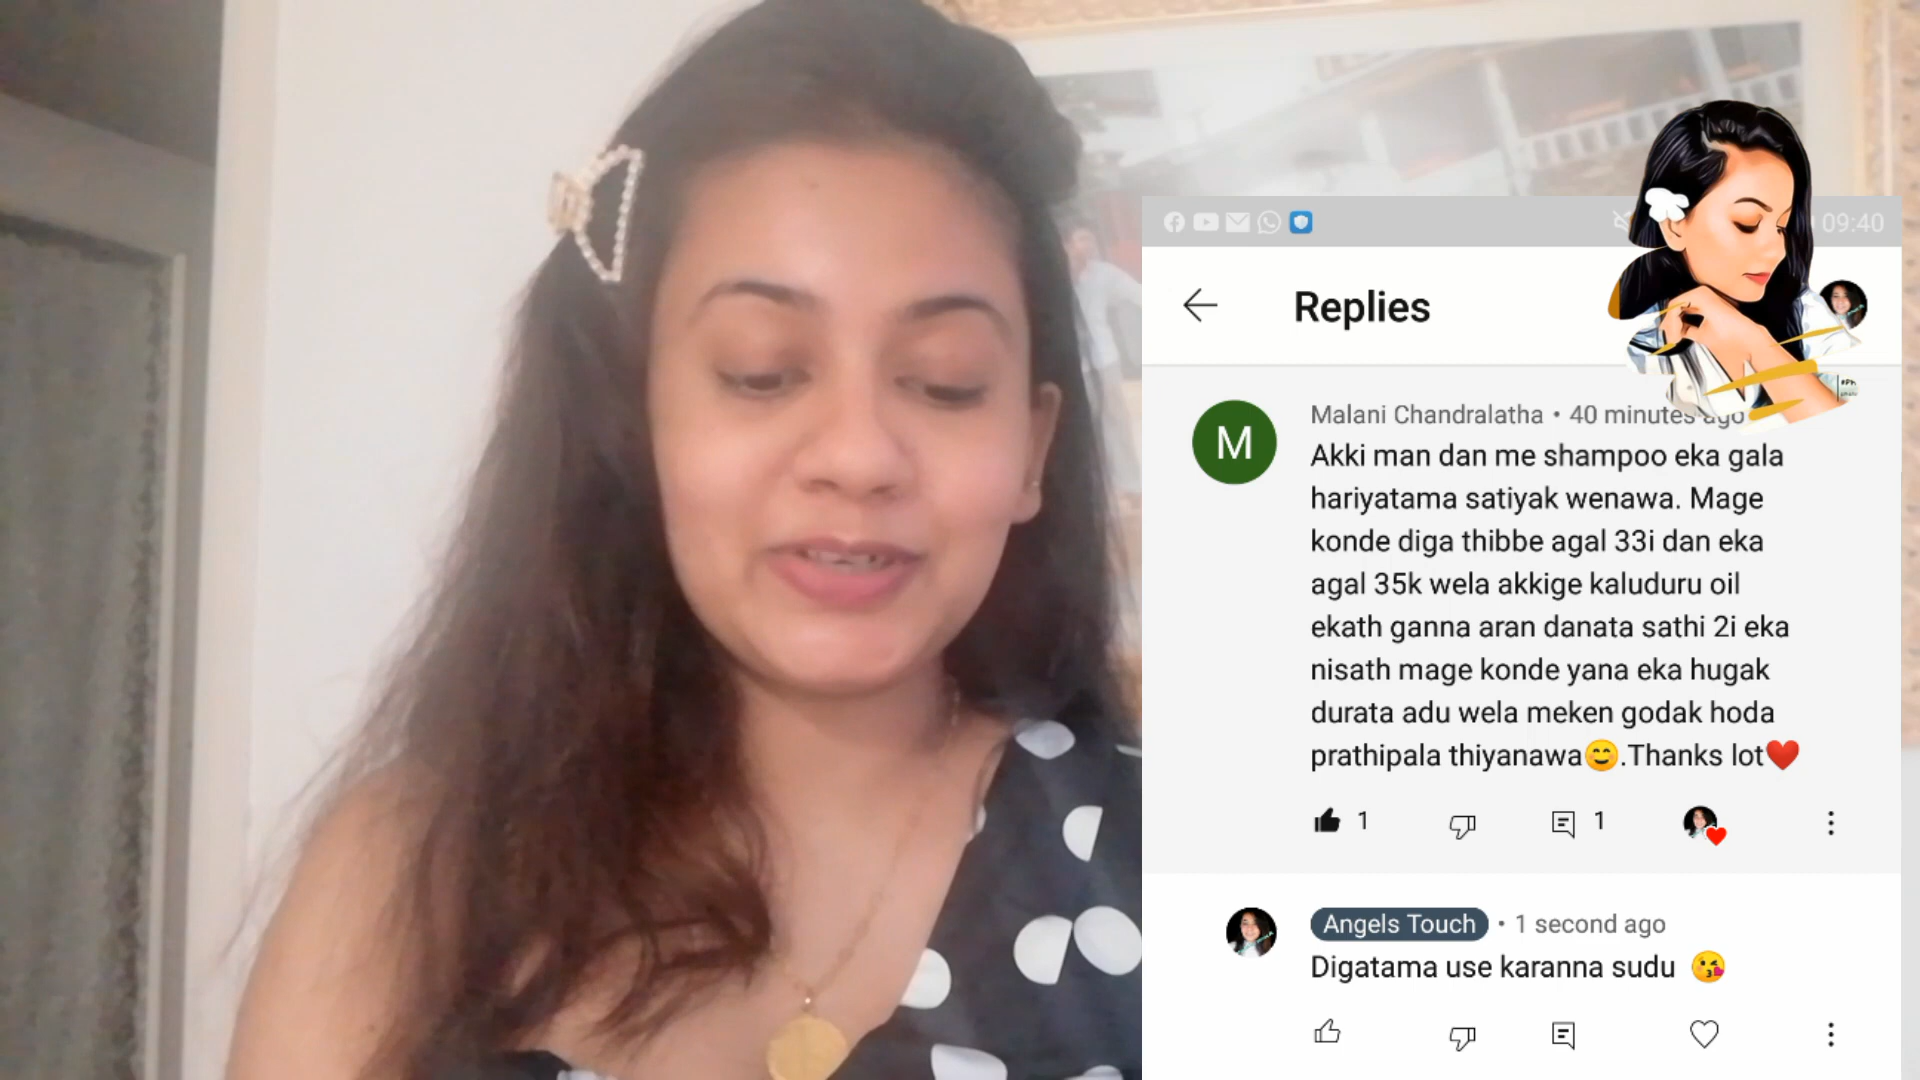 09:40
Replies
Malani Chandralatha • 40 minutes ago
Akki man dan me shampoo eka gala
hariyatama satiyak wenawa. Mage
konde diga thibbe agal 33i dan eka
agal 35k wela akkige kaluduru oil
ekath ganna aran danata sathi 2i eka
nisath mage konde yana eka hugak
durata adu wela meken godak hoda
prathipala thiyanawa😊.Thanks lot❤️
1 1
M
Angels Touch • 1 second ago
Digatama use karanna sudu 😘